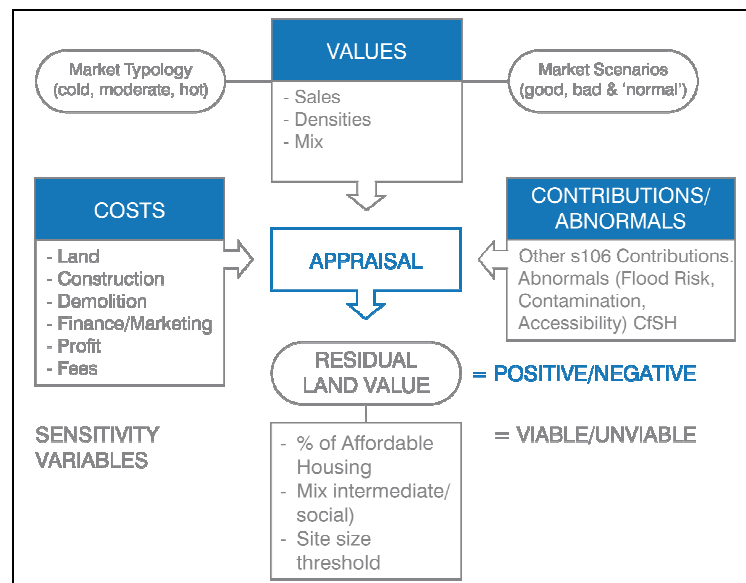 Market Typology
(cold, moderate, hot)
VALUES
- Sales
- Densities
- Mix
Market Scenarios
(good, bad & ‘normal’)
COSTS
- Land
- Construction
- Demolition
- Finance/Marketing
- Profit
- Fees
APPRAISAL
CONTRIBUTIONS/
ABNORMALS
Other s106 Contributions.
Abnormals (Flood Risk,
Contamination,
Accessibility) CfSH
RESIDUAL
LAND VALUE
= POSITIVE/NEGATIVE
SENSITIVITY
VARIABLES
- % of Affordable
Housing
- Mix intermediate/
social)
- Site size
threshold
= VIABLE/UNVIABLE